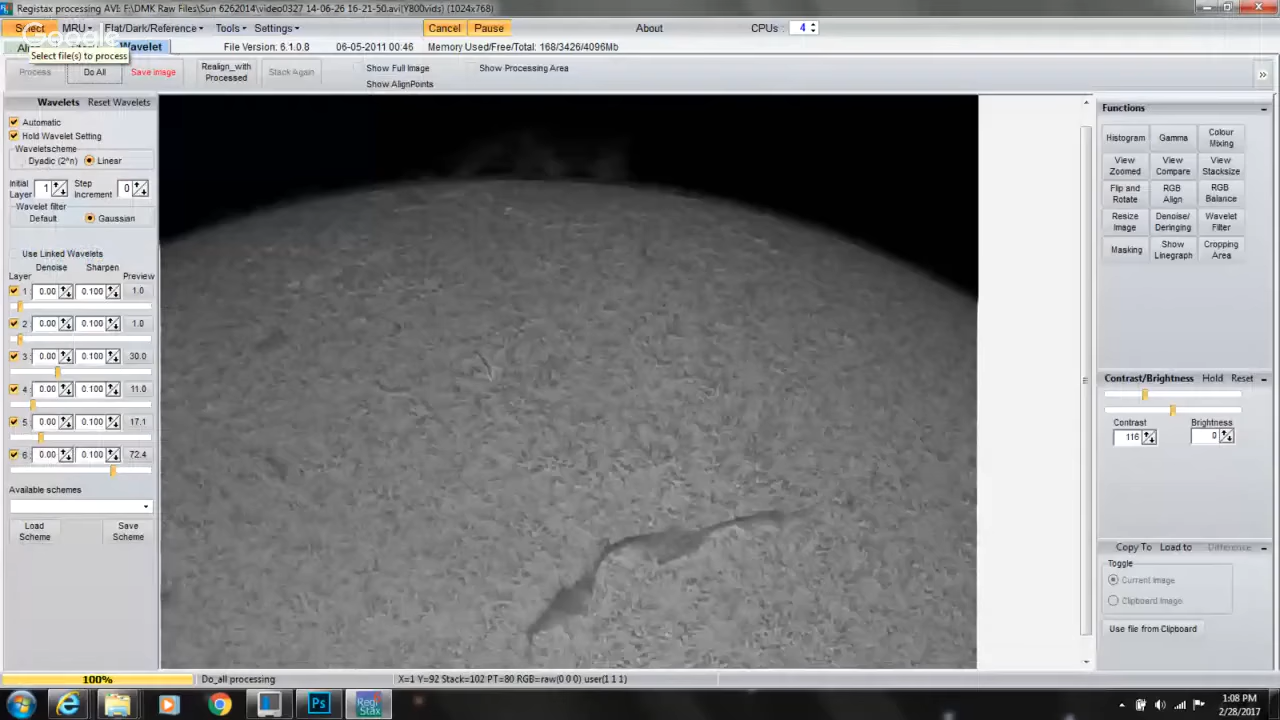 Registax processing AVE F:\DMK Raw Files\Sun 6262014\video0327 14-06-26 16-21-50.avi(Y800vids) (1024x768)
Select MRU Flat/Dark/Reference Tools Settings Cancel Pause About CPUs: 4
Wavelet File Version: 6.1.0.8 06-05-2011 00:46 Memory Used/Free/Total: 168/3426/4096Mb
Select file(s) to process
Process Do All Save image Realign_with Processed Stack Again Show Full Image Show Processing Area
Show AlignPoints
Wavelets Reset Wavelets
Automatic
Hold Wavelet Setting
Waveletscheme
Dyadic (2^n) Linear
Initial Layer 1 Step Increment 0
Wavelet filter
Default Gaussian
Use Linked Wavelets
Denoise Sharpen
Layer Preview
1 : 0.00 0.100 1.0
2 : 0.00 0.100 1.0
3 : 0.00 0.100 30.0
4 : 0.00 0.100 11.0
5 : 0.00 0.100 17.1
6 : 0.00 0.100 72.4
Available schemes
Load Scheme Save Scheme
Functions
Histogram Gamma Colour Mixing
View Zoomed View Compare View Stacksize
Flip and Rotate RGB Align RGB Balance
Resize Image Denoise/Deringing Wavelet Filter
Masking Show Linegraph Cropping Area
Contrast/Brightness Hold Reset
Contrast Brightness
116 0
Copy To Load to Difference
Toggle
Current Image
Clipboard Image
Use file from Clipboard
100% Do_all processing X=1 Y=92 Stack=102 PT=80 RGB=raw(0 0 0) user(1 1 1)
Ps
REGI STAX
1:08 PM
2/28/2017